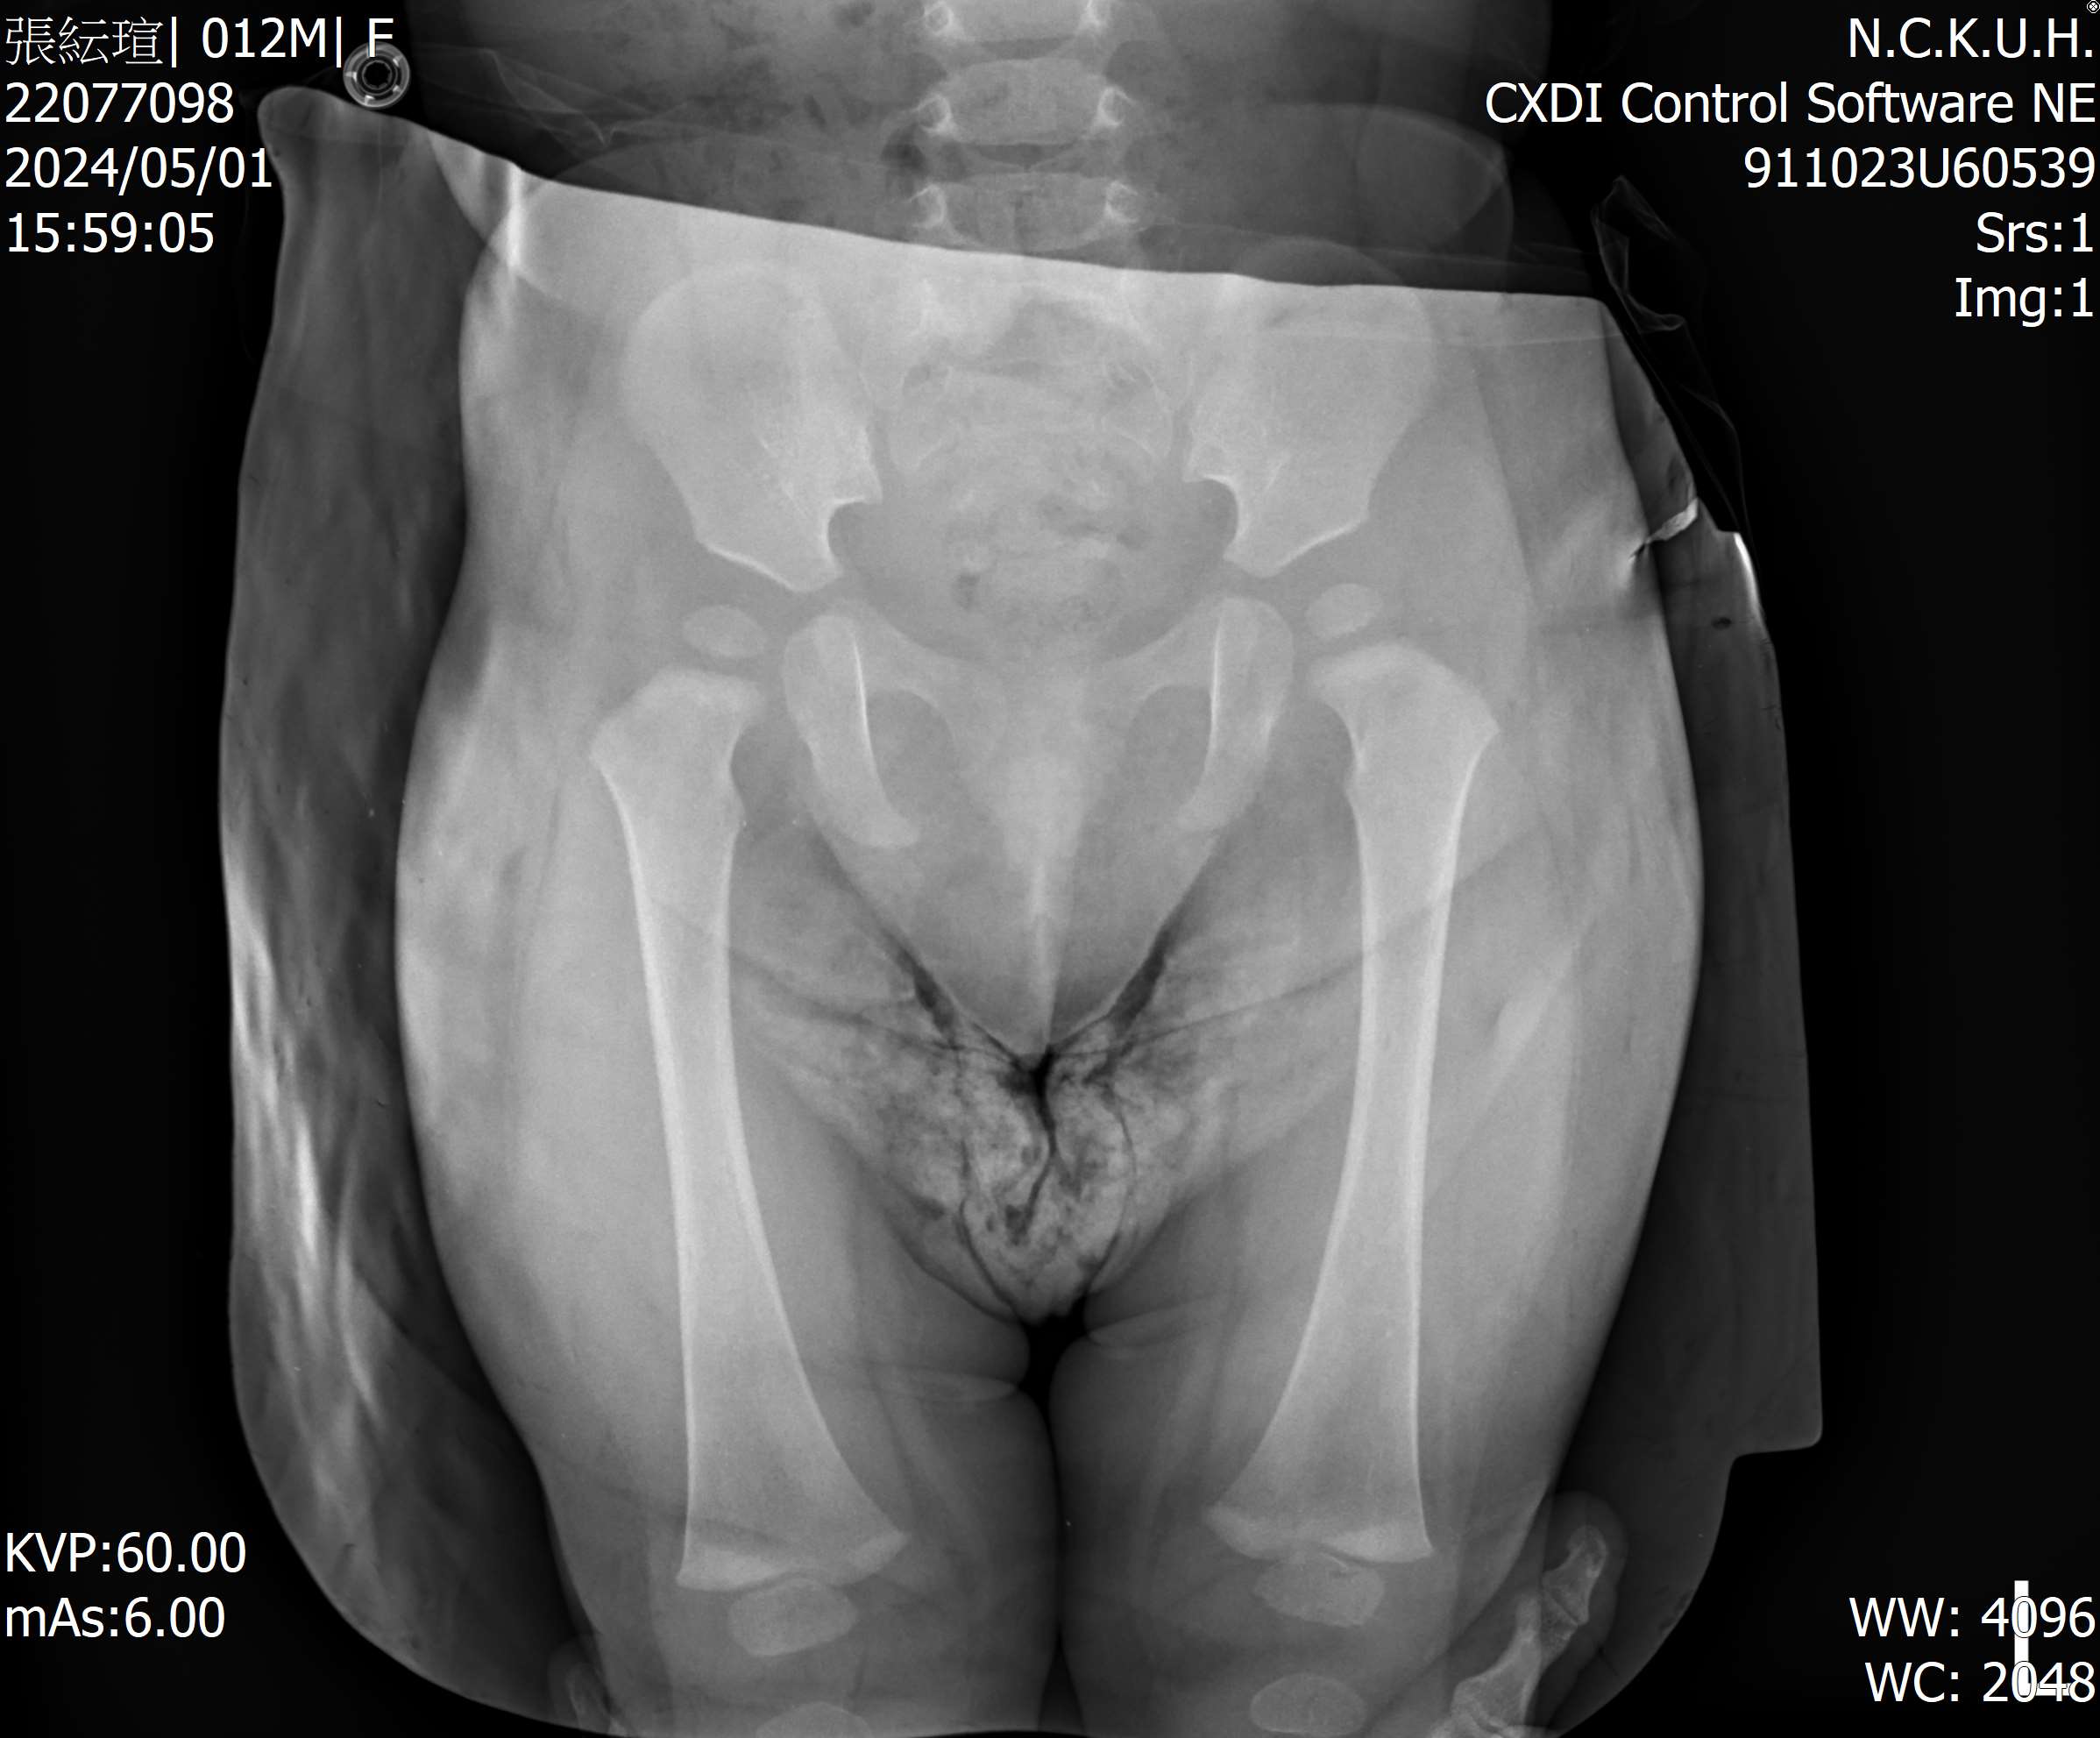 張紜瑄| 012M| F
22077098
2024/05/01
15:59:05
N.C.K.U.H.
CXDI Control Software NE
911023U60539
Srs:1
Img:1
KVP:60.00
mAs:6.00
WW: 4096
WC: 2048
L